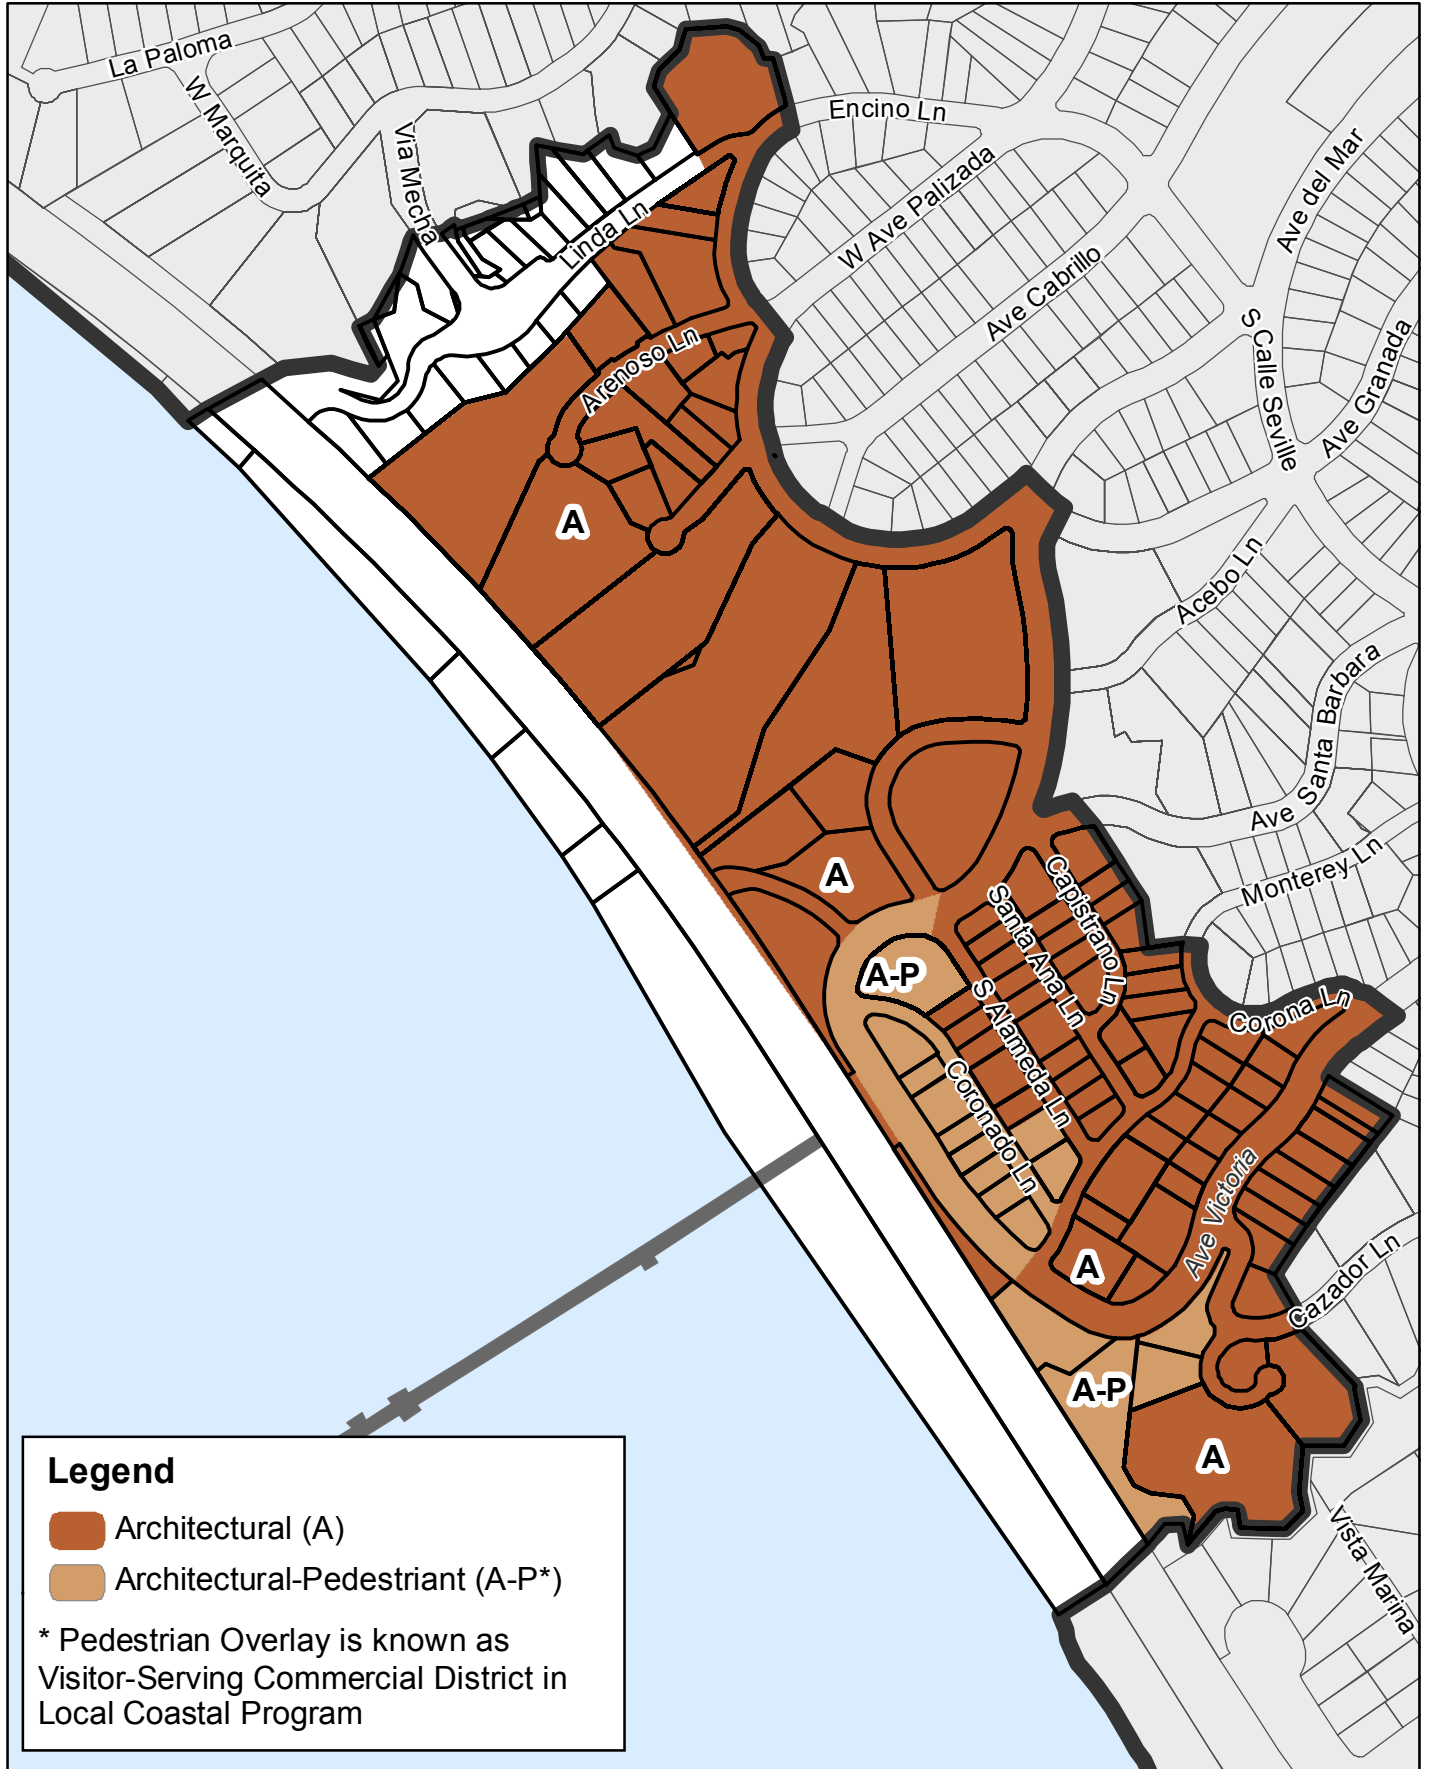 La Paloma
W Marquita
Via Mecha
Encino Ln
W Ave Palizada
Ave del Mar
Linda Ln
Ave Cabrillo
S Calle Seville
Ave Granada
Arenoso Ln
A
Acebo Ln
Ave Santa Barbara
A
Monterey Ln
Capistrano Ln
Santa Ana Ln
A-P
S Alameda Ln
Corona Ln
Coronado Ln
Ave Victoria
A
Cazador Ln
A-P
A
Vista Marina
Legend
Architectural (A)
Architectural-Pedestriant (A-P*)
* Pedestrian Overlay is known as
Visitor-Serving Commercial District in
Local Coastal Program